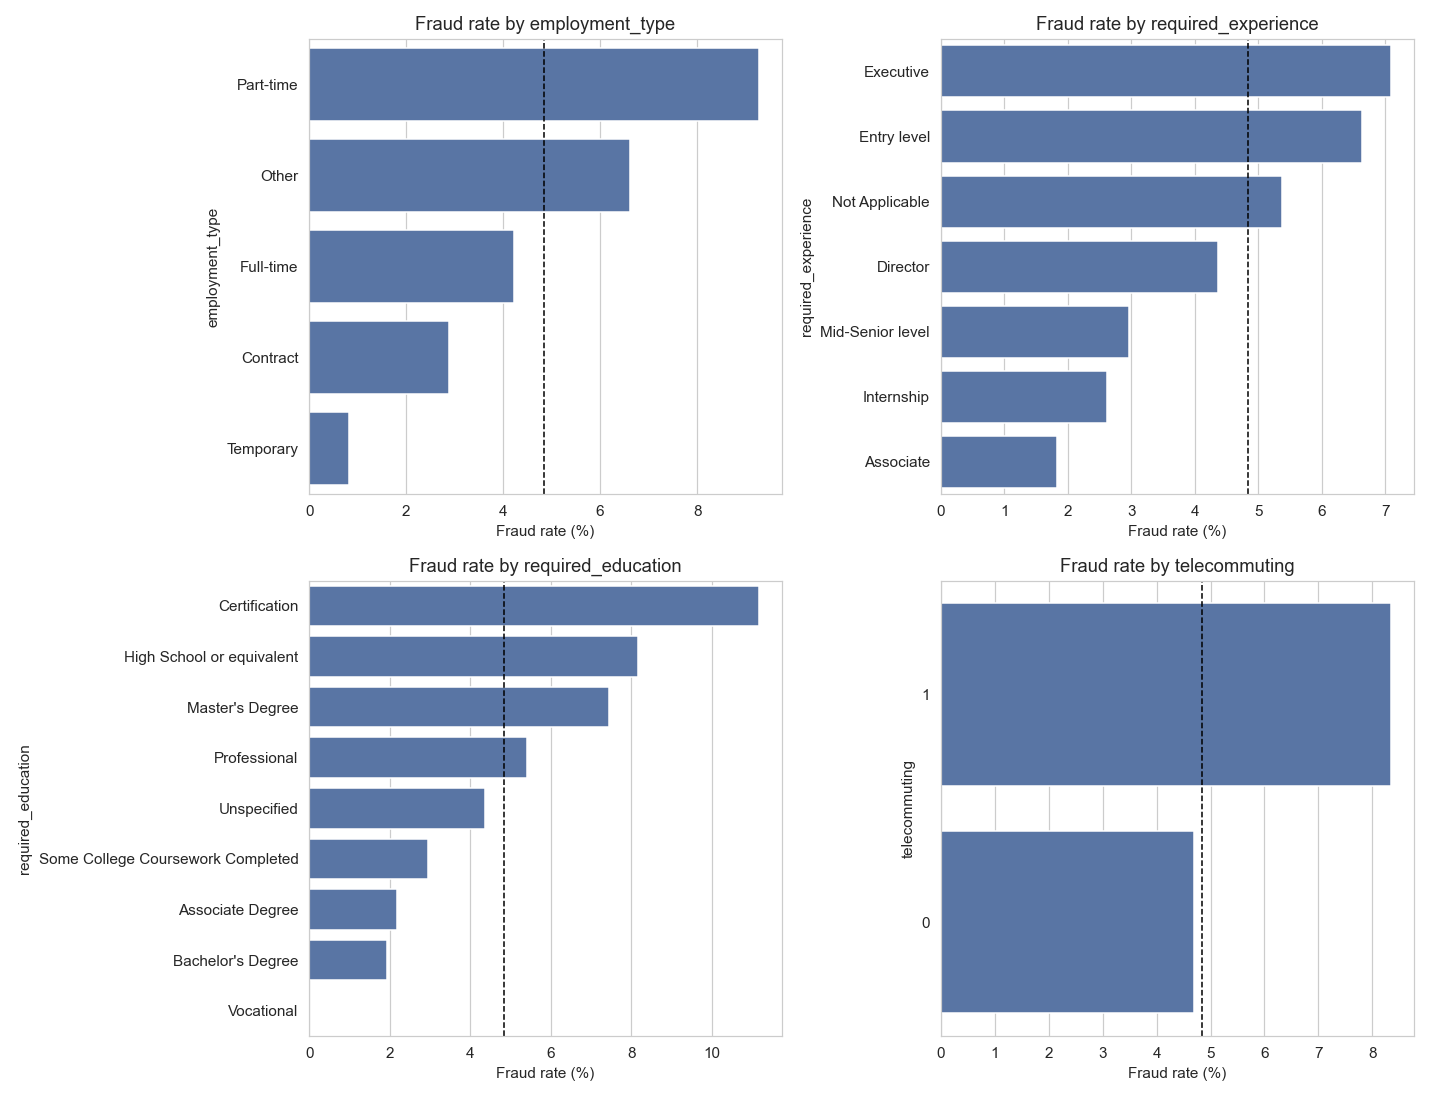 Fraud rate by employment_type
employment_type
Part-time
Other
Full-time
Contract
Temporary
0 2 4 6 8
Fraud rate (%)
Fraud rate by required_experience
required_experience
Executive
Entry level
Not Applicable
Director
Mid-Senior level
Internship
Associate
0 1 2 3 4 5 6 7
Fraud rate (%)
Fraud rate by required_education
required_education
Certification
High School or equivalent
Master's Degree
Professional
Unspecified
Some College Coursework Completed
Associate Degree
Bachelor's Degree
Vocational
0 2 4 6 8 10
Fraud rate (%)
Fraud rate by telecommuting
telecommuting
1
0
0 1 2 3 4 5 6 7 8
Fraud rate (%)